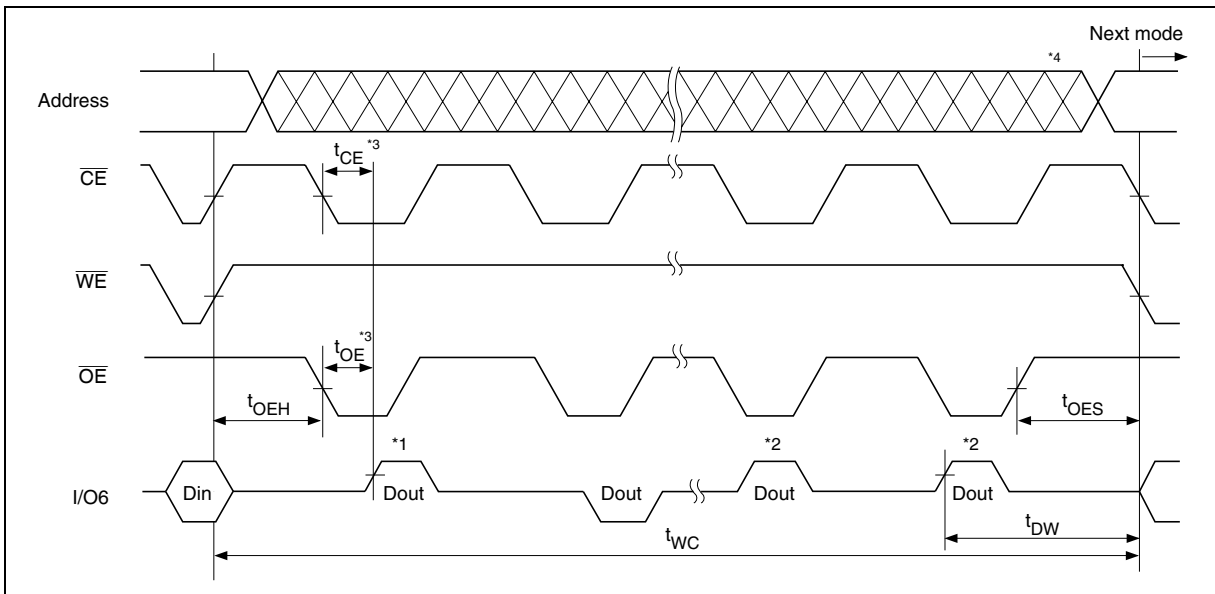 Next mode
*4
Address
tCE *3
CE
WE
tOE *3
OE
tOEH
tOES
*1
*2
*2
I/O6
Din
Dout
Dout
Dout
Dout
tDW
tWC